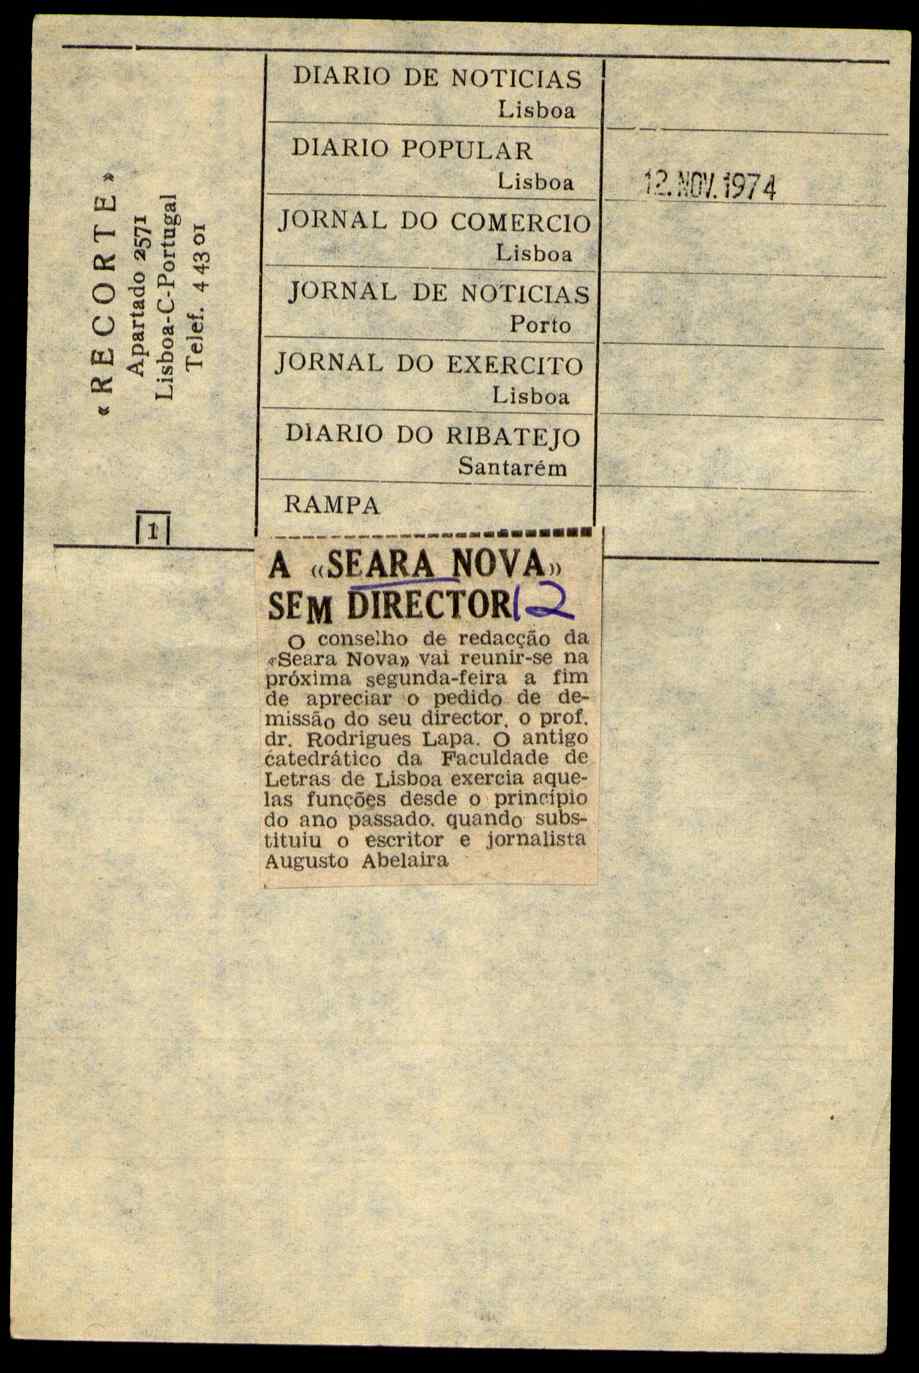 « RECORTE »
Apartado 2571
Lisboa-C-Portugal
Telef. 4 43 01
1
DIARIO DE NOTICIAS
Lisboa
DIARIO POPULAR
Lisboa
12. NOV. 1974
JORNAL DO COMERCIO
Lisboa
JORNAL DE NOTICIAS
Porto
JORNAL DO EXERCITO
Lisboa
DIARIO DO RIBATEJO
Santarém
RAMPA
A «SEARA NOVA»
SEM DIRECTOR 12
O conselho de redacção da
«Seara Nova» vai reunir-se na
próxima segunda-feira a fim
de apreciar o pedido de de-
missão do seu director, o prof.
dr. Rodrigues Lapa. O antigo
catedrático da Faculdade de
Letras de Lisboa exercia aque-
las funções desde o princípio
do ano passado, quando subs-
tituiu o escritor e jornalista
Augusto Abelaira